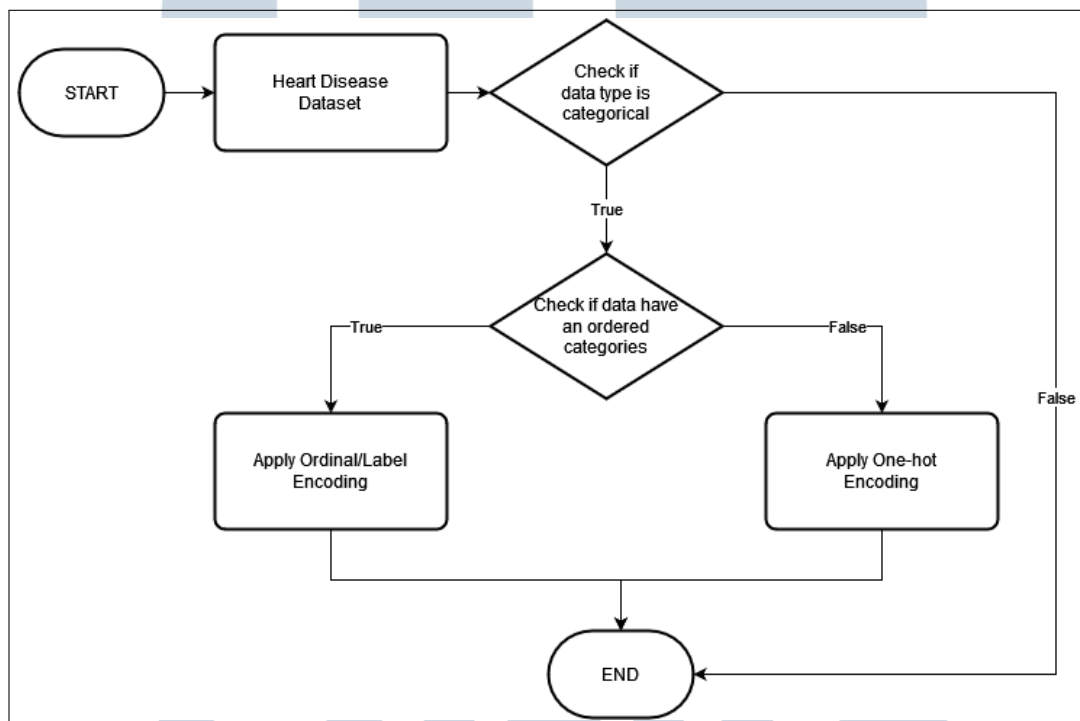 START
Heart Disease
Dataset
Check if
data type is
categorical
True
Check if data have
an ordered
categories
True
False
False
Apply Ordinal/Label
Encoding
Apply One-hot
Encoding
END